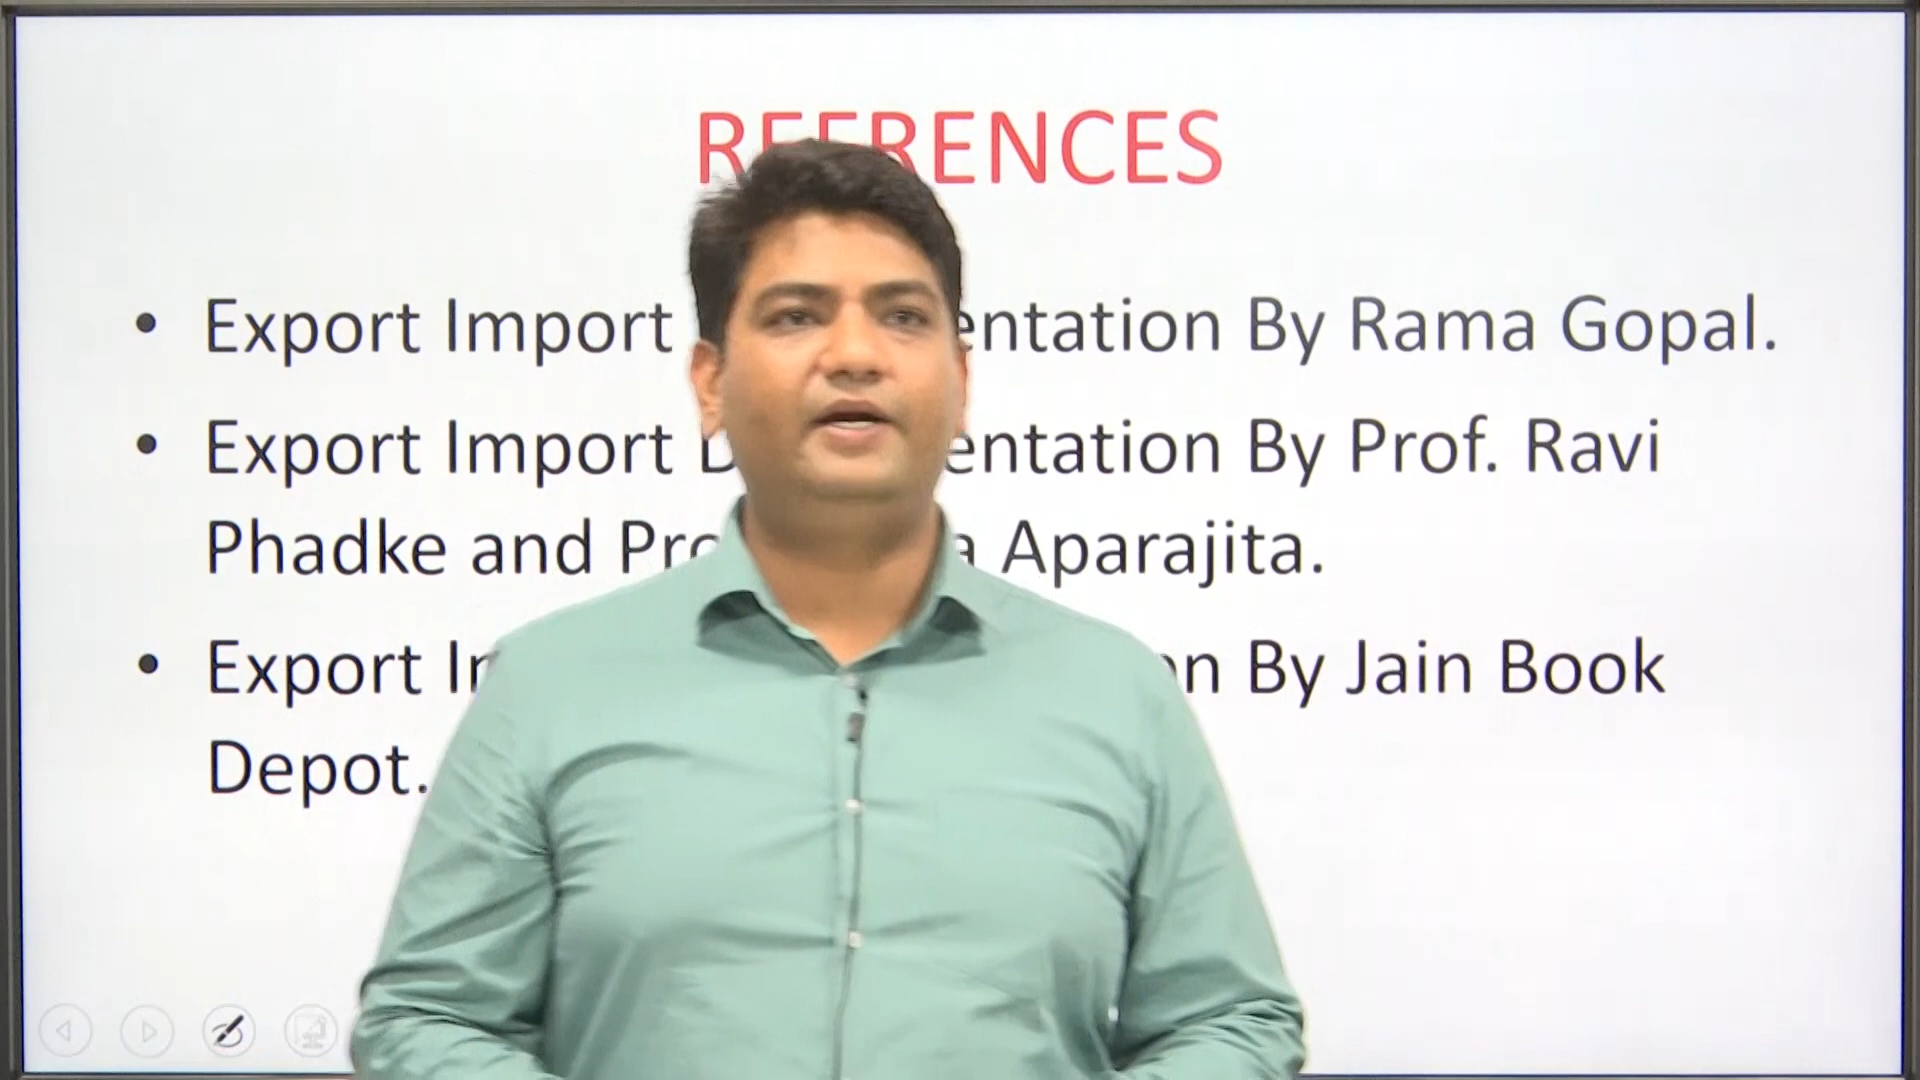 RENCES
• Export Import entation By Rama Gopal.
• Export Import entation By Prof. Ravi
Phadke and Aparajita.
• Export By Jain Book
Depot.